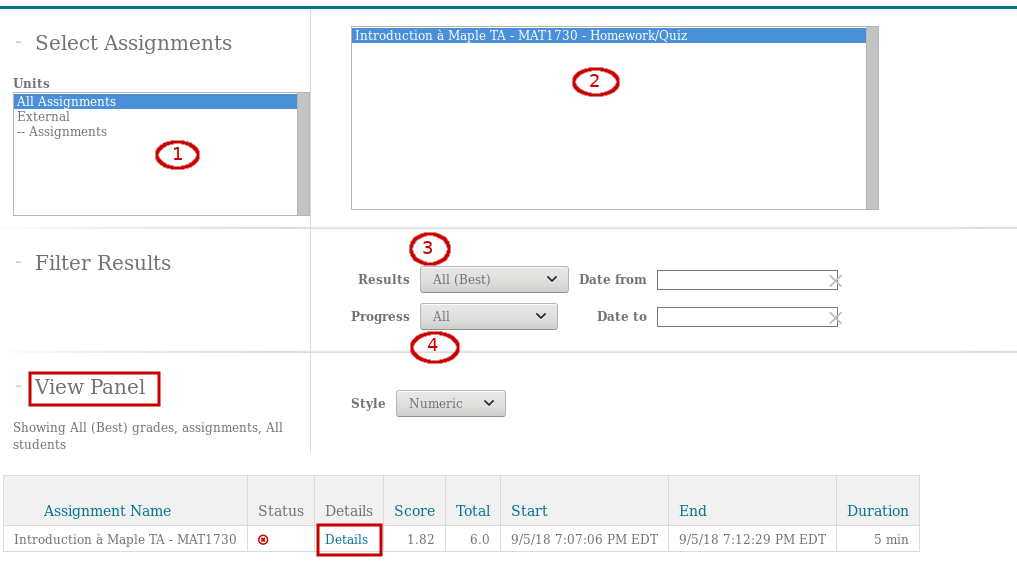 Select Assignments
Units
All Assignments
External
-- Assignments
1
Introduction à Maple TA - MAT1730 - Homework/Quiz
2
Filter Results
3
Results All (Best) Date from
Progress All Date to
4
View Panel
Style Numeric
Showing All (Best) grades, assignments, All
students
Assignment Name Status Details Score Total Start End Duration
Introduction à Maple TA - MAT1730 Details 1.82 6.0 9/5/18 7:07:06 PM EDT 9/5/18 7:12:29 PM EDT 5 min